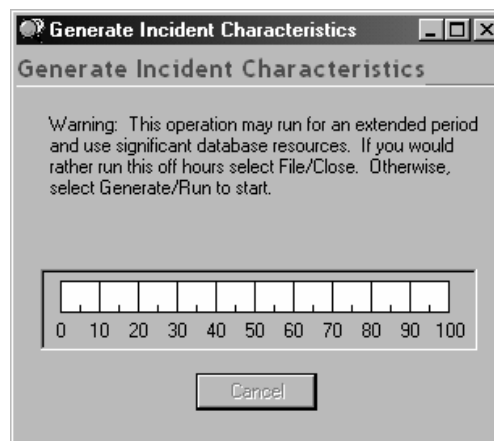 Generate Incident Characteristics
Generate Incident Characteristics
Warning:  This operation may run for an extended period
and use significant database resources.  If you would
rather run this off hours select File/Close.  Otherwise,
select Generate/Run to start.
0 10 20 30 40 50 60 70 80 90 100
Cancel